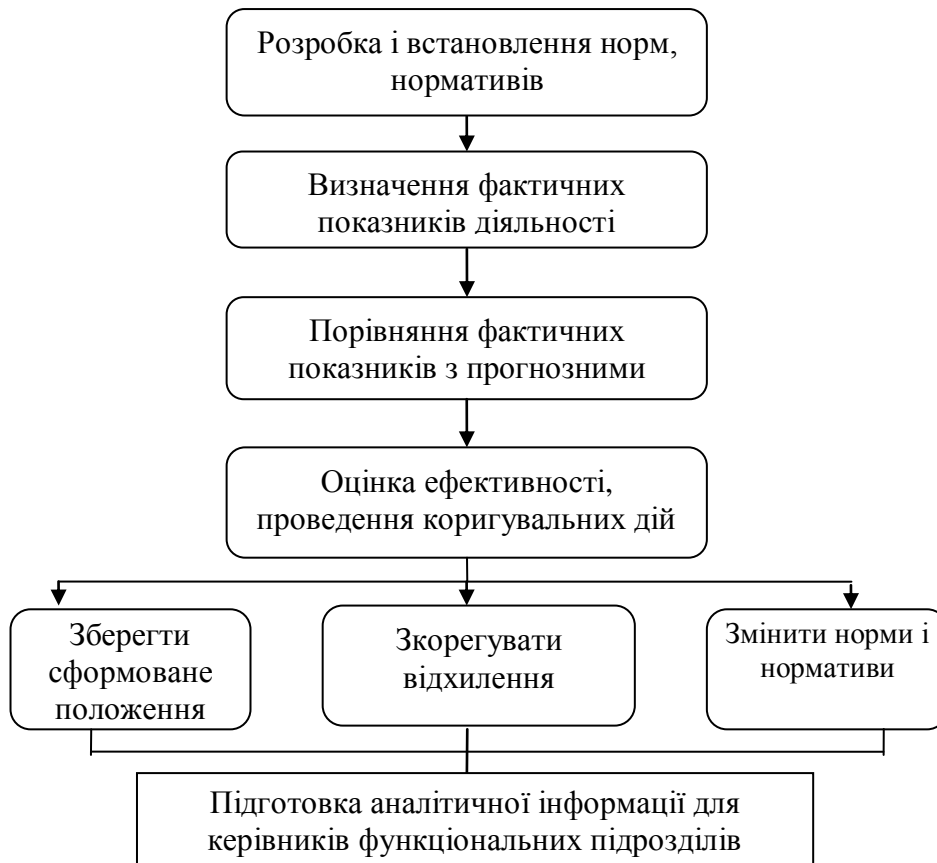 Розробка і встановлення норм,
нормативів
Визначення фактичних
показників діяльності
Порівняння фактичних
показників з прогнозними
Оцінка ефективності,
проведення коригувальних дій
Зберегти
сформоване
положення
Зкорегувати
відхилення
Змінити норми і
нормативи
Підготовка аналітичної інформації для
керівників функціональних підрозділів